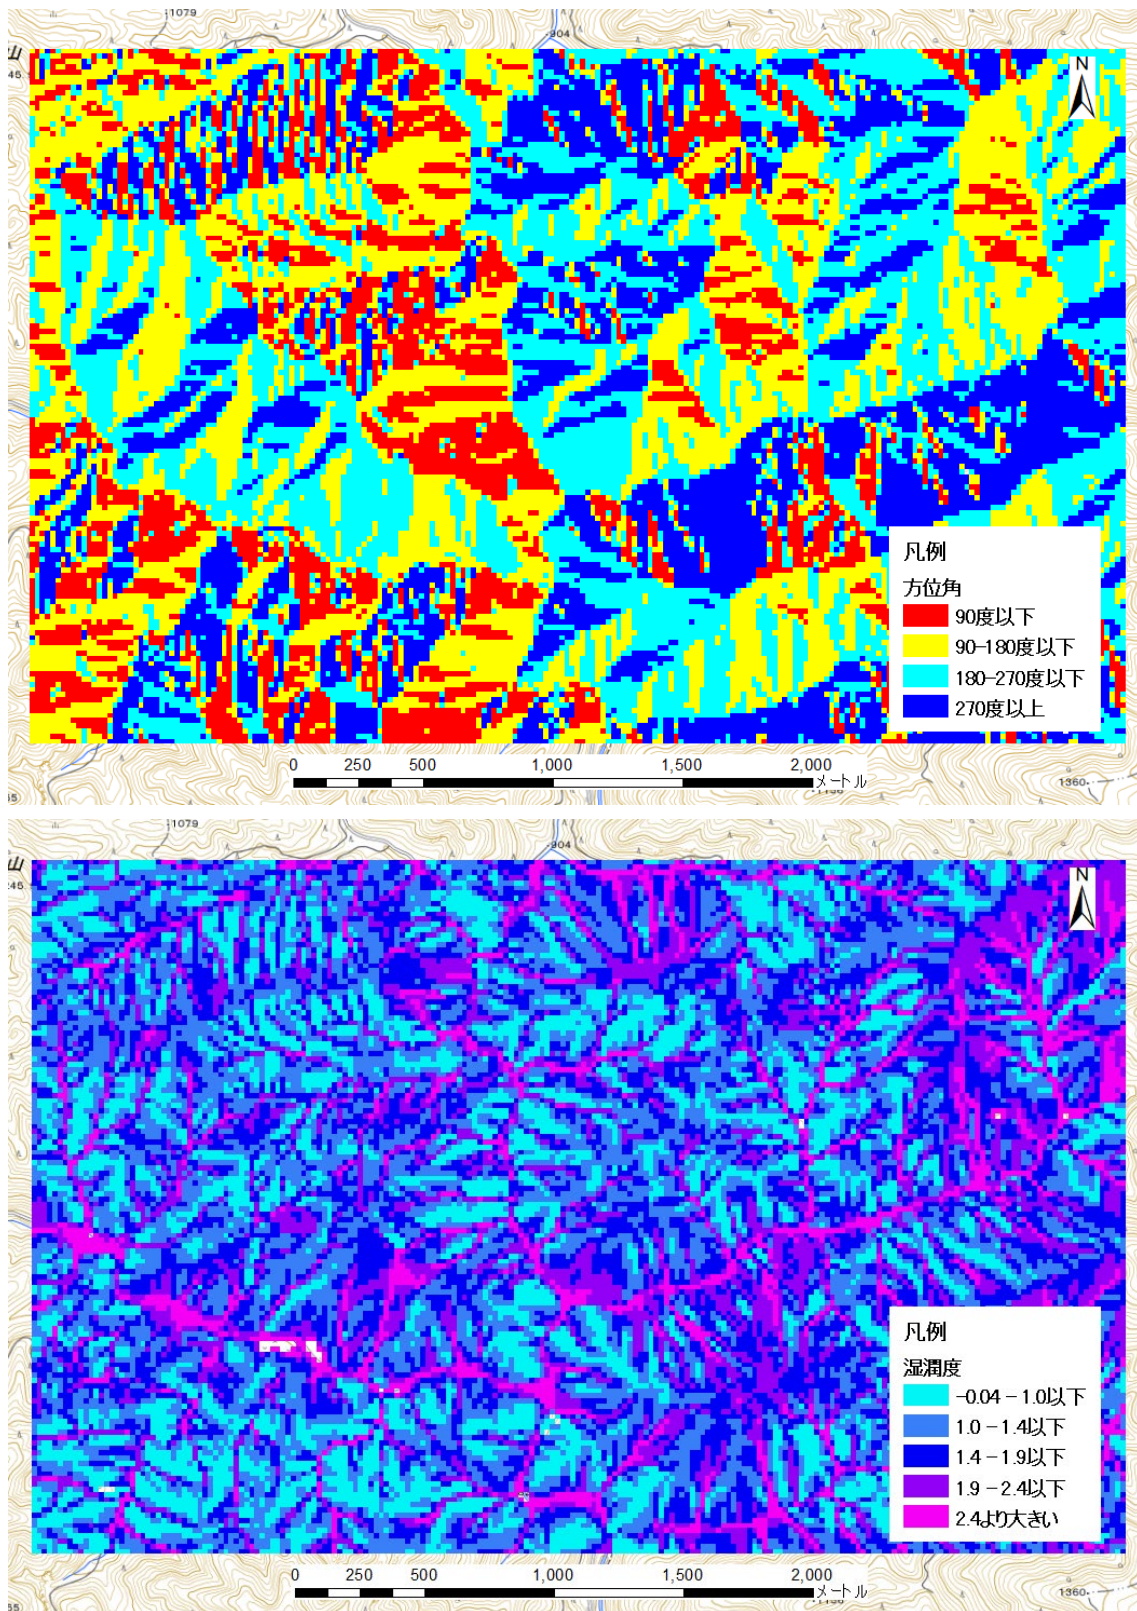 1079
904
山
45
N
凡例
方位角
90度以下
90-180度以下
180-270度以下
270度以上
0 250 500 1,000 1,500 2,000
メートル
1360
1079
904
山
245
N
凡例
湿潤度
-0.04 - 1.0以下
1.0 - 1.4以下
1.4 - 1.9以下
1.9 - 2.4以下
2.4より大きい
0 250 500 1,000 1,500 2,000
メートル
1360